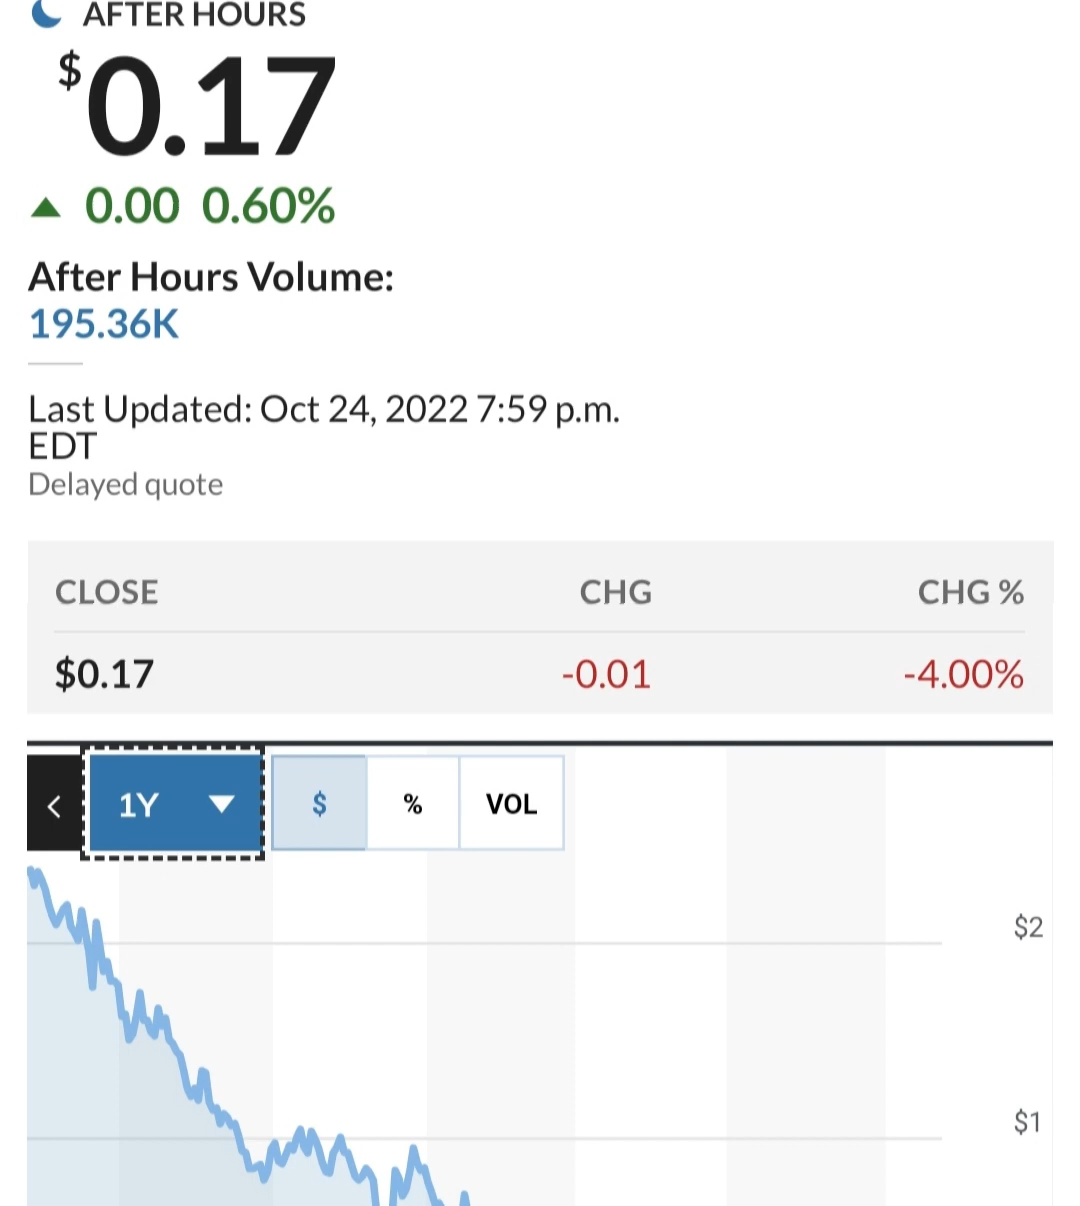 AFTER HOURS
$0.17
0.00 0.60%
After Hours Volume:
195.36K
Last Updated: Oct 24, 2022 7:59 p.m.
EDT
Delayed quote
CLOSE CHG CHG %
$0.17 -0.01 -4.00%
1Y $ % VOL
$2
$1